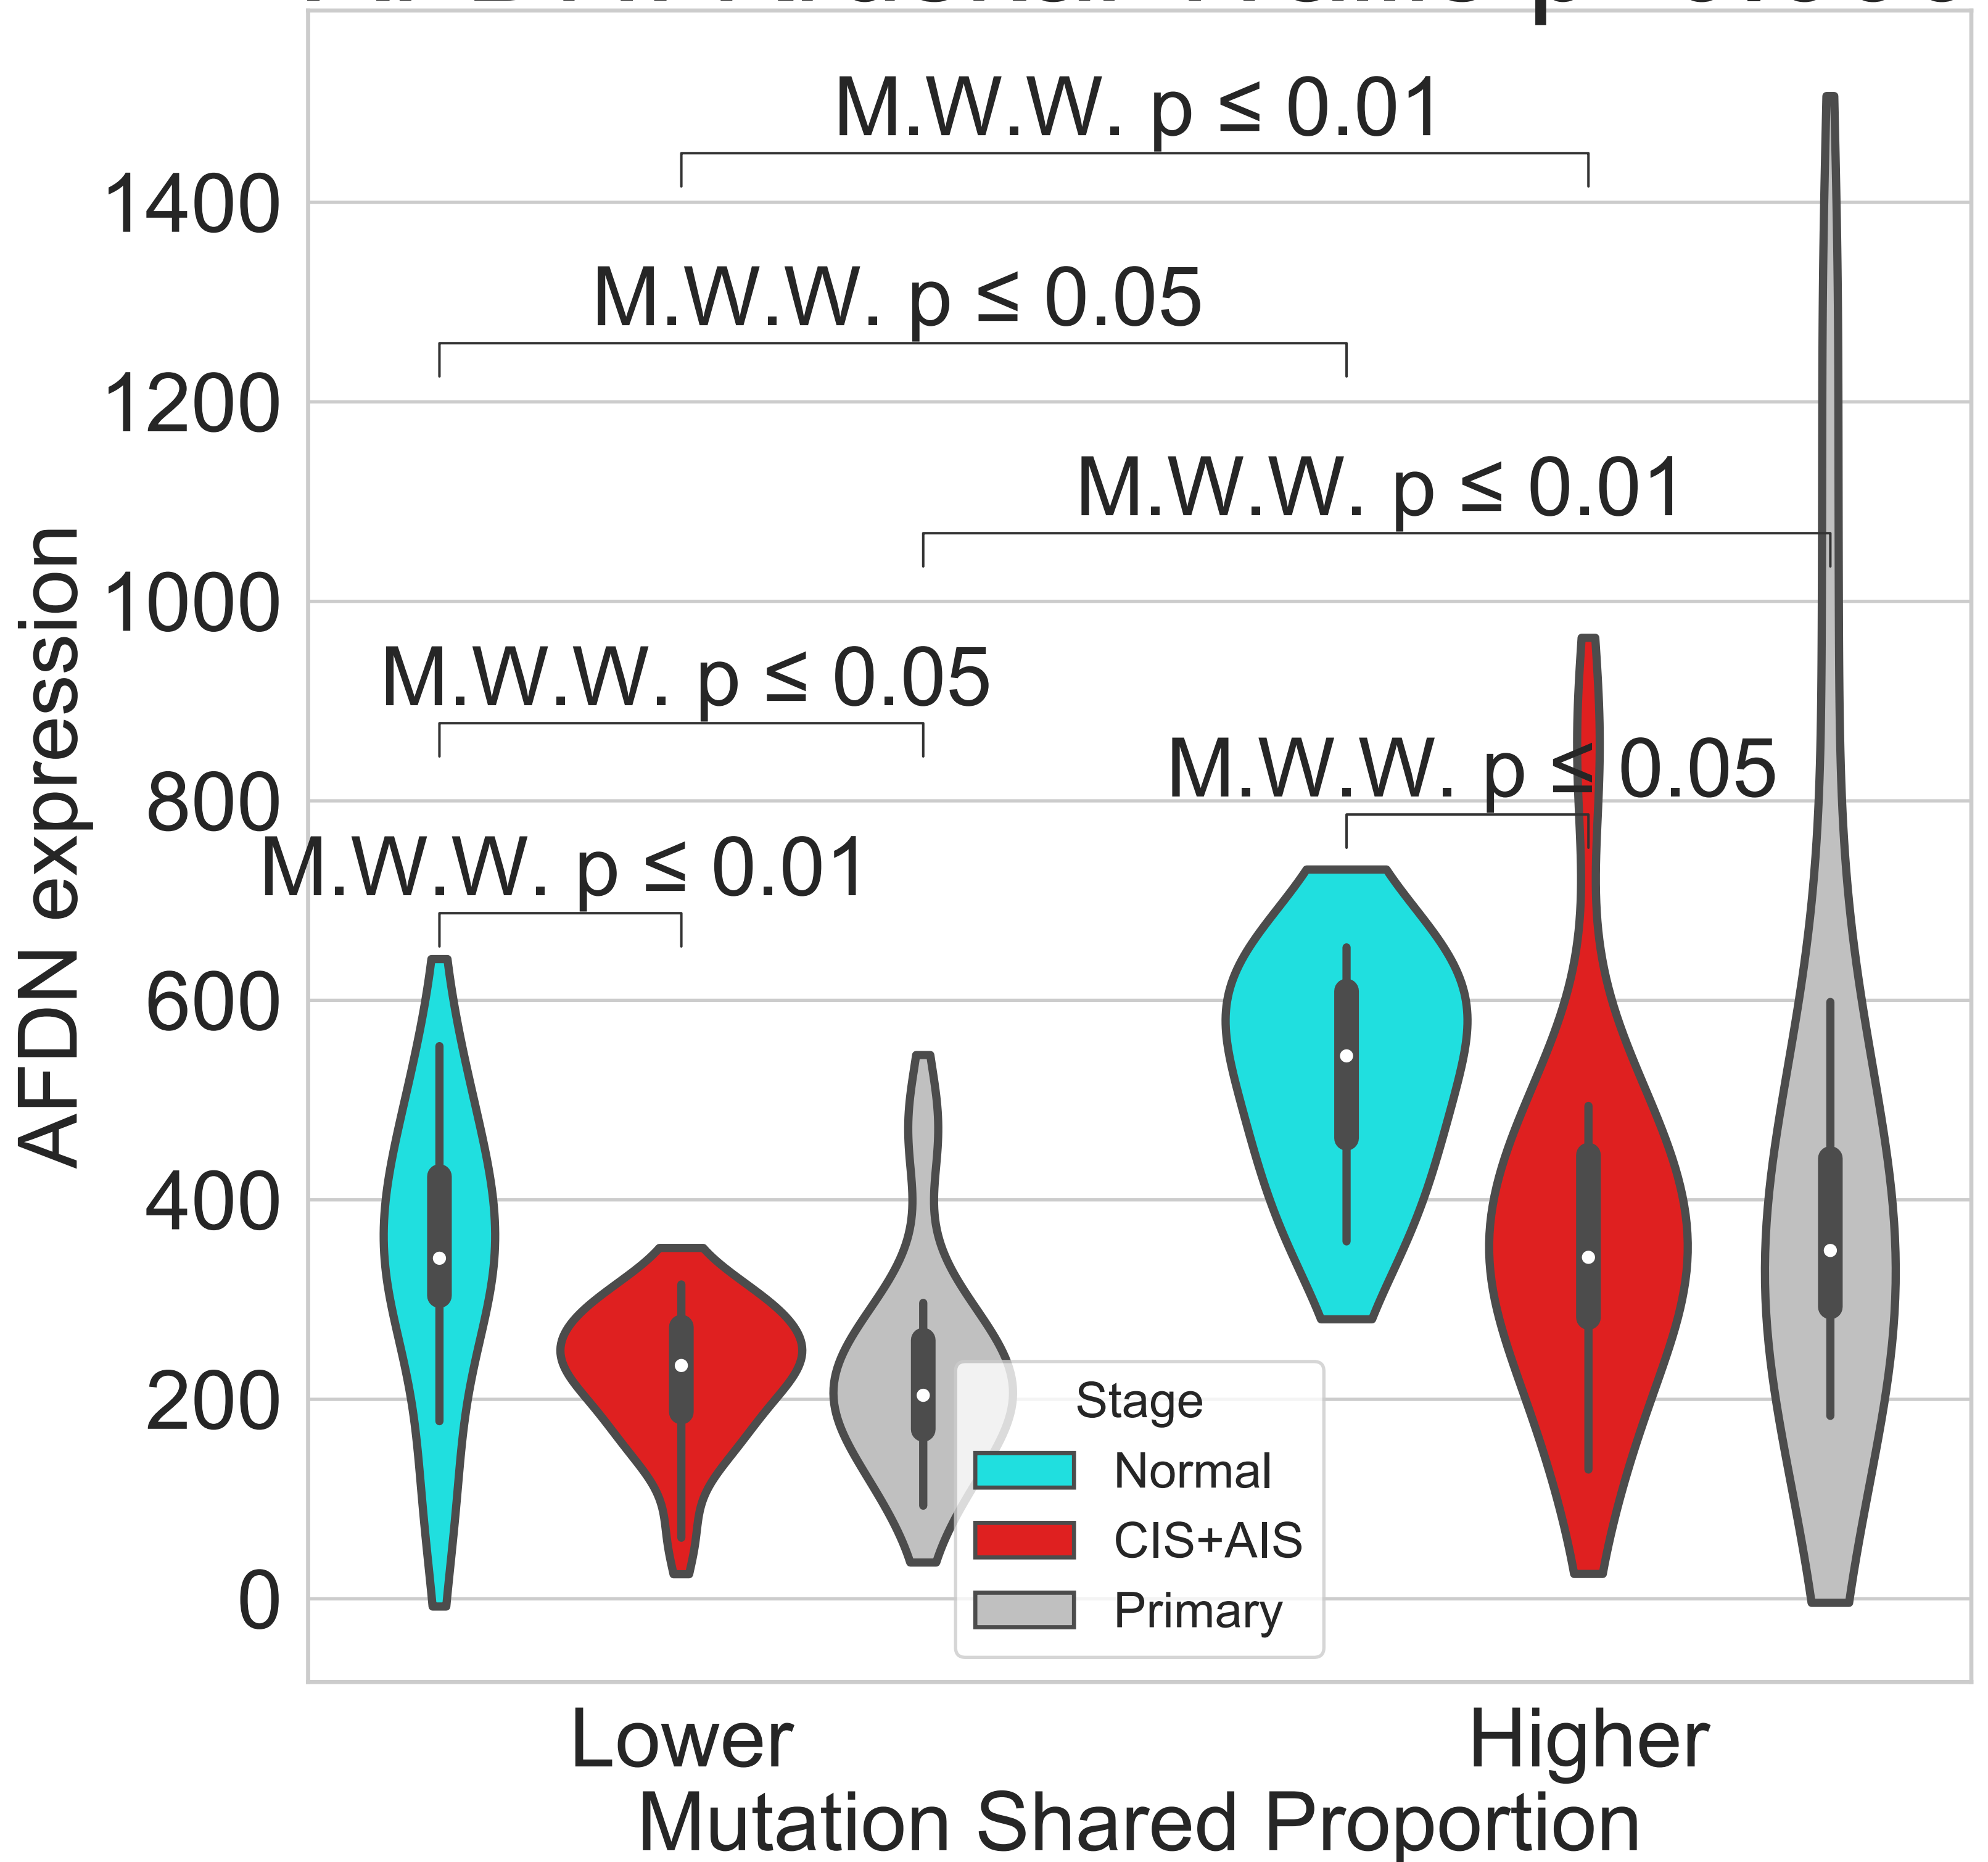 M.W.W. p ≤ 0.01
1400
M.W.W. p ≤ 0.05
1200
M.W.W. p ≤ 0.01
1000
M.W.W. p ≤ 0.05
M.W.W. p ≤ 0.05
800
M.W.W. p ≤ 0.01
600
400
200
0
AFDN expression
Stage
Normal
CIS+AIS
Primary
Lower
Higher
Mutation Shared Proportion